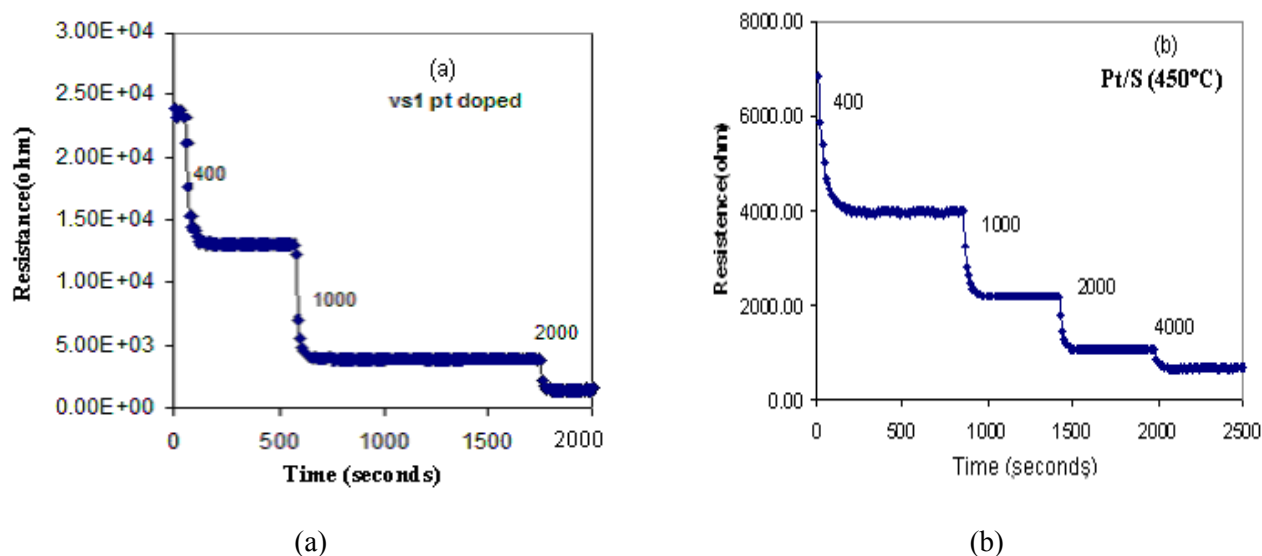 3.00E+04
2.50E+04
2.00E+04
1.50E+04
1.00E+04
5.00E+03
0.00E+00
Resistance(ohm)
(a)
vs1 pt doped
400
1000
2000
0 500 1000 1500 2000
Time (seconds)
(a)
8000.00
6000.00
4000.00
2000.00
0.00
Resistence(ohm)
(b)
Pt/S (450°C)
400
1000
2000
4000
0 500 1000 1500 2000 2500
Time (seconds)
(b)